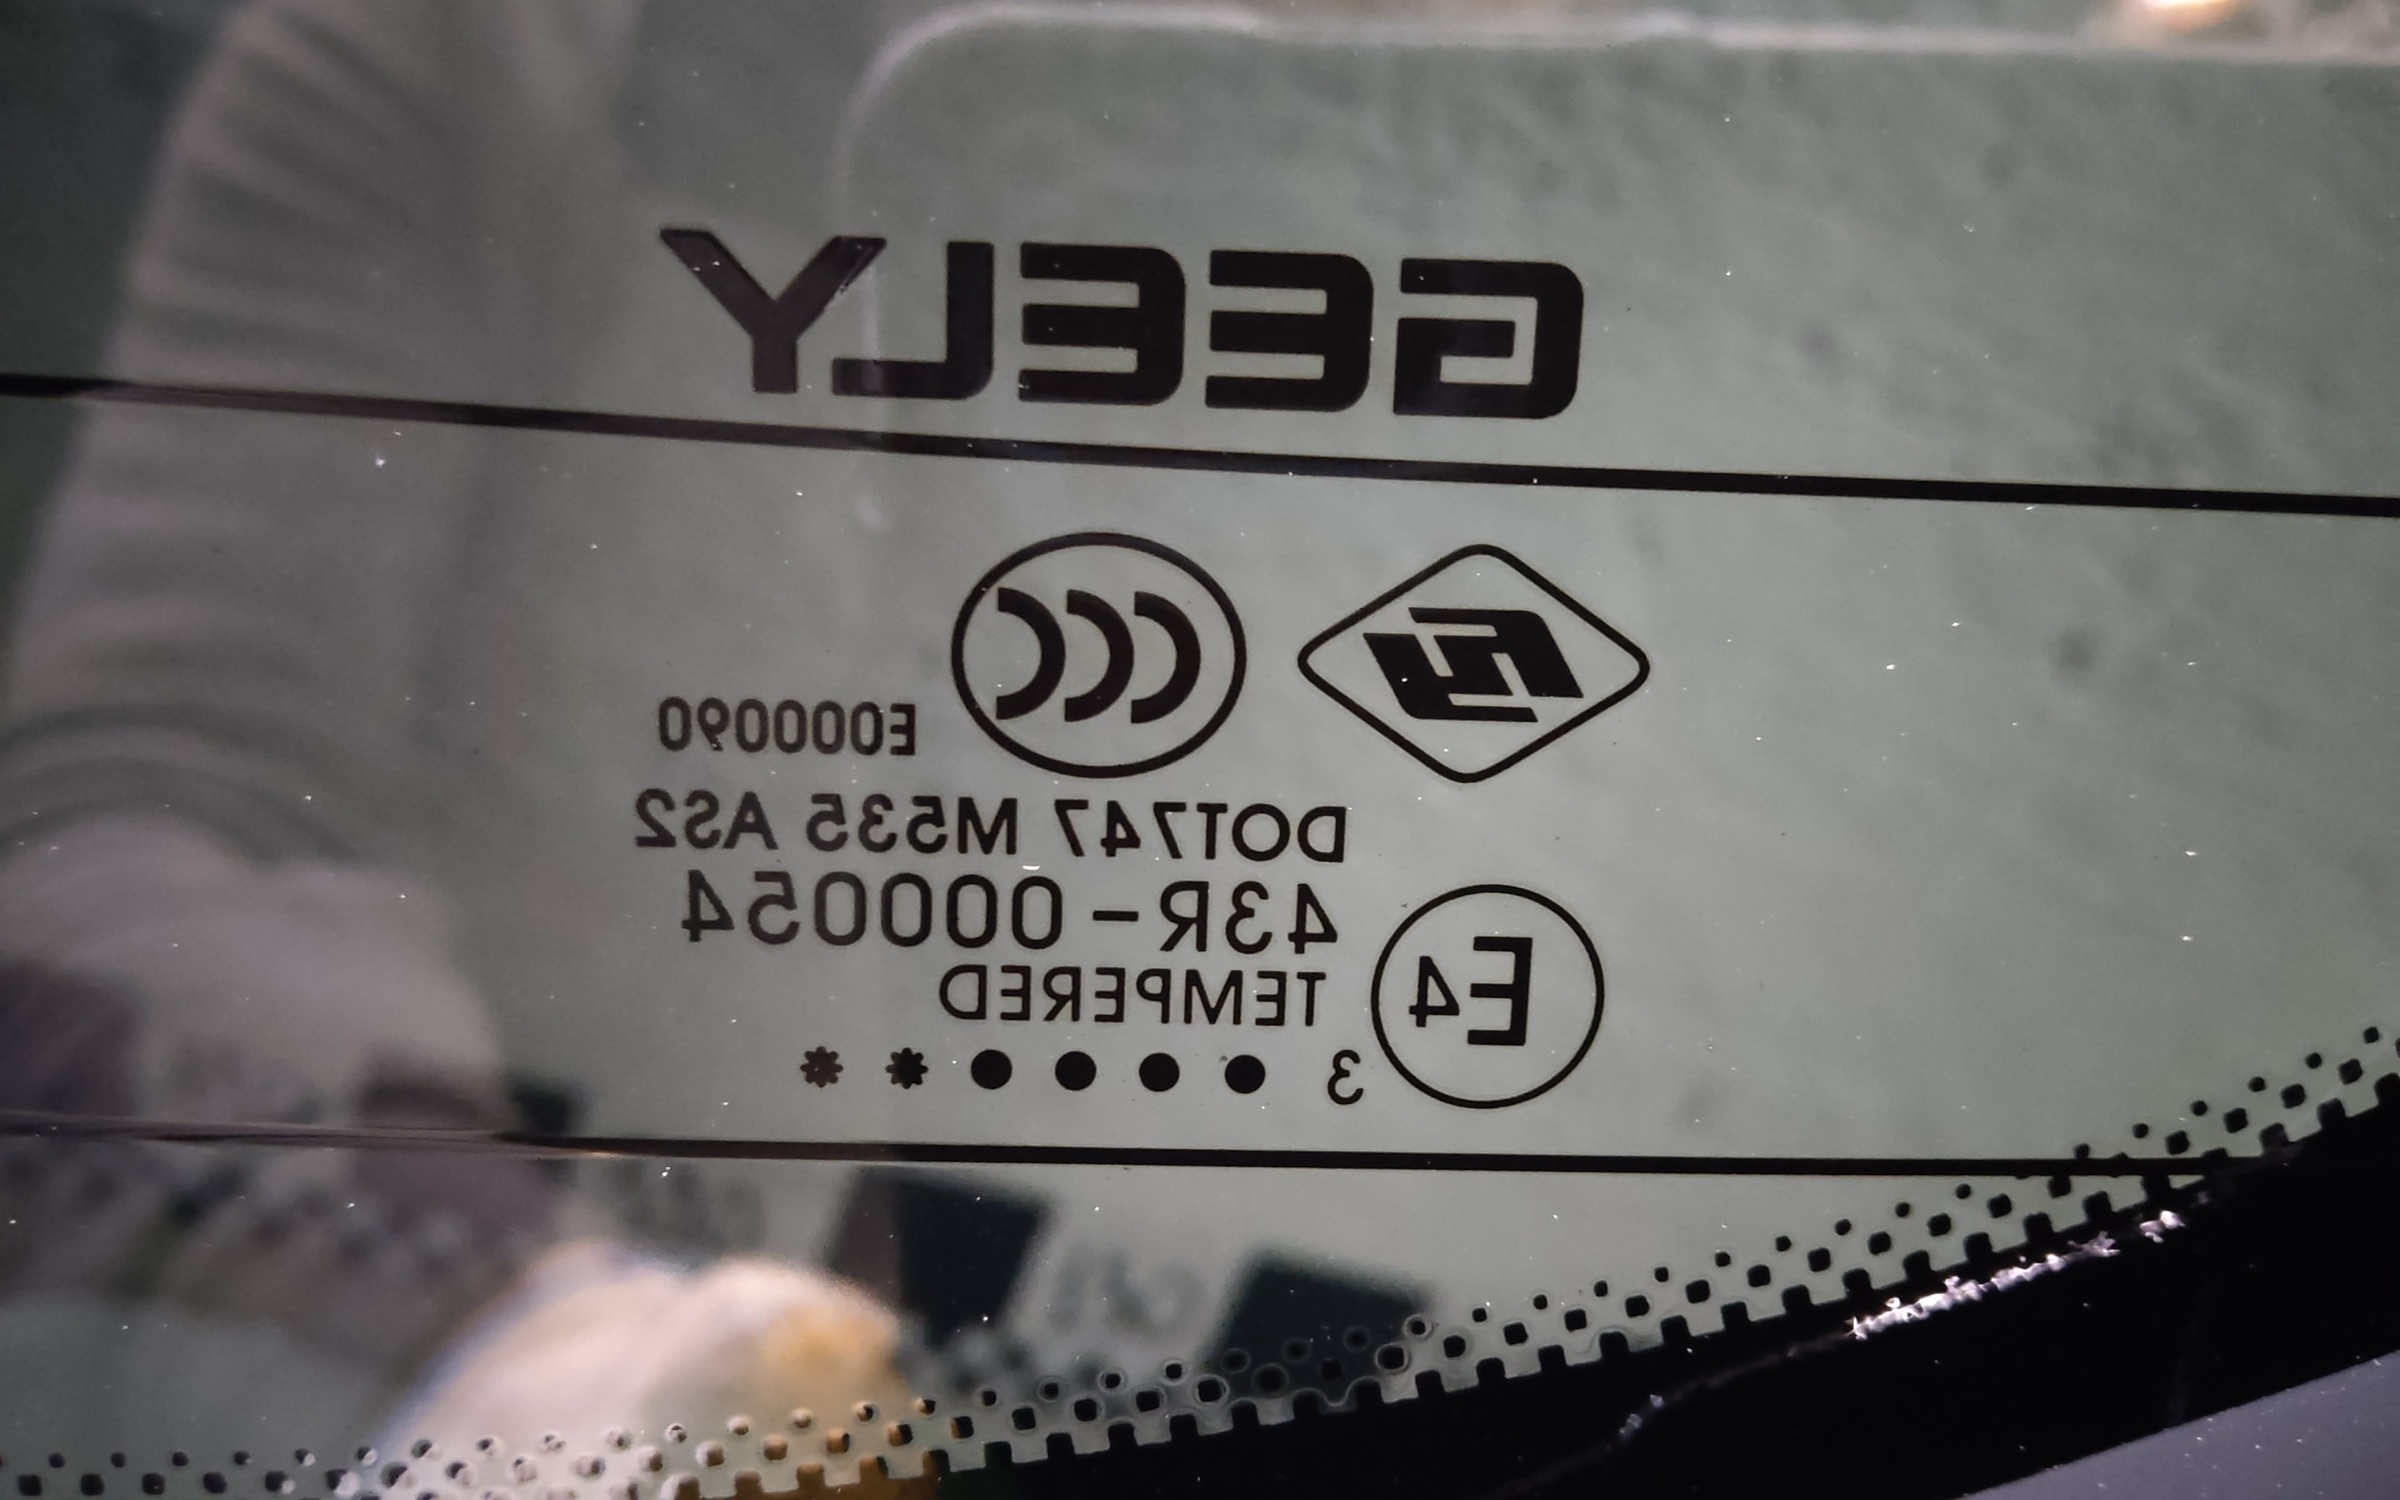 GEELY
E000090
DOT747 M535 AS2
43R-000054
E4
TEMPERED
3 ●●●●✱✱